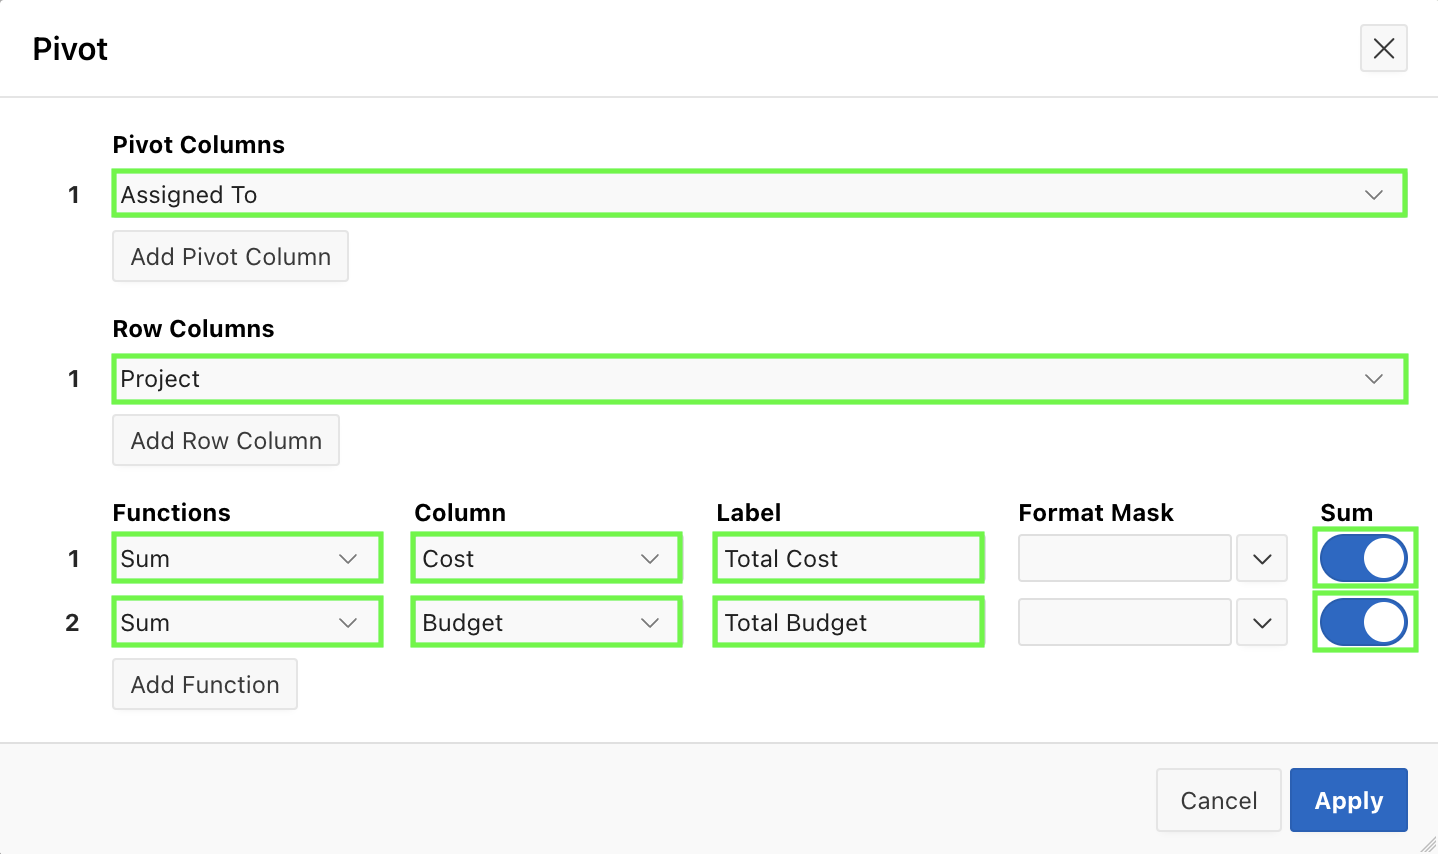 Pivot
Pivot Columns
1 Assigned To
Add Pivot Column
Row Columns
1 Project
Add Row Column
Functions Column Label Format Mask Sum
1 Sum Cost Total Cost
2 Sum Budget Total Budget
Add Function
Cancel Apply